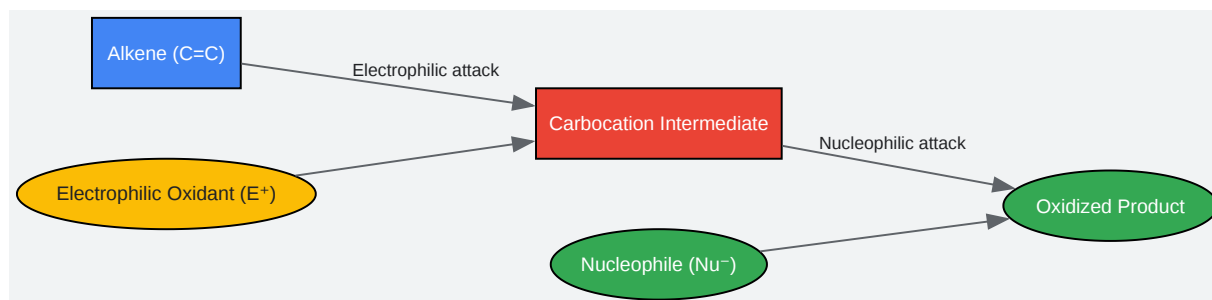 Alkene (C=C)
Electrophilic attack
Carbocation Intermediate
Nucleophilic attack
Electrophilic Oxidant (E⁺)
Oxidized Product
Nucleophile (Nu⁻)